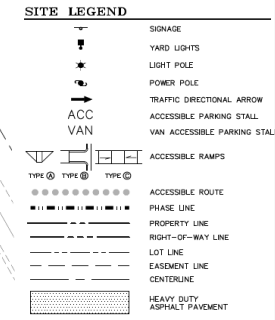 SITE LEGEND
SIGNAGE
YARD LIGHTS
LIGHT POLE
POWER POLE
TRAFFIC DIRECTIONAL ARROW
ACC ACCESSIBLE PARKING STALL
VAN VAN ACCESSIBLE PARKING STALL
ACCESSIBLE RAMPS
TYPE A TYPE B TYPE C
ACCESSIBLE ROUTE
PHASE LINE
PROPERTY LINE
RIGHT-OF-WAY LINE
LOT LINE
EASEMENT LINE
CENTERLINE
HEAVY DUTY
ASPHALT PAVEMENT